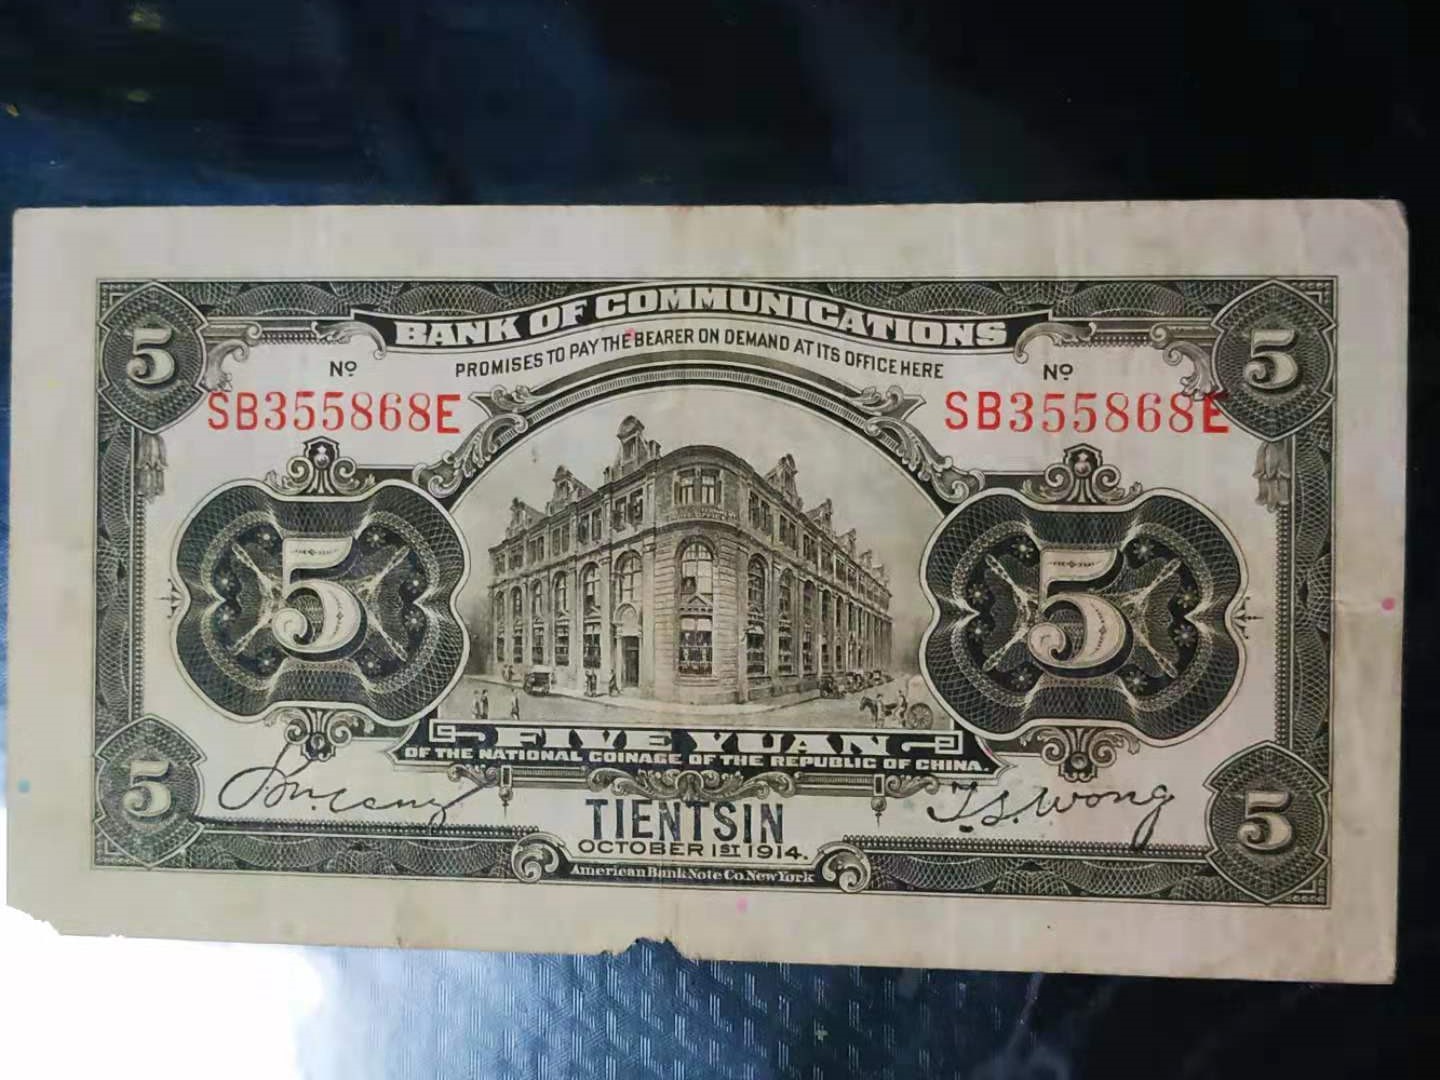 BANK OF COMMUNICATIONS
PROMISES TO PAY THE BEARER ON DEMAND AT ITS OFFICE HERE
5
5
Nº
Nº
SB355868E
SB355868E
5
5
FIVE YUAN
OF THE NATIONAL COINAGE OF THE REPUBLIC OF CHINA.
5
5
T.S. Wong
TIENTSIN
OCTOBER 1ST 1914.
American Bank Note Co. New York